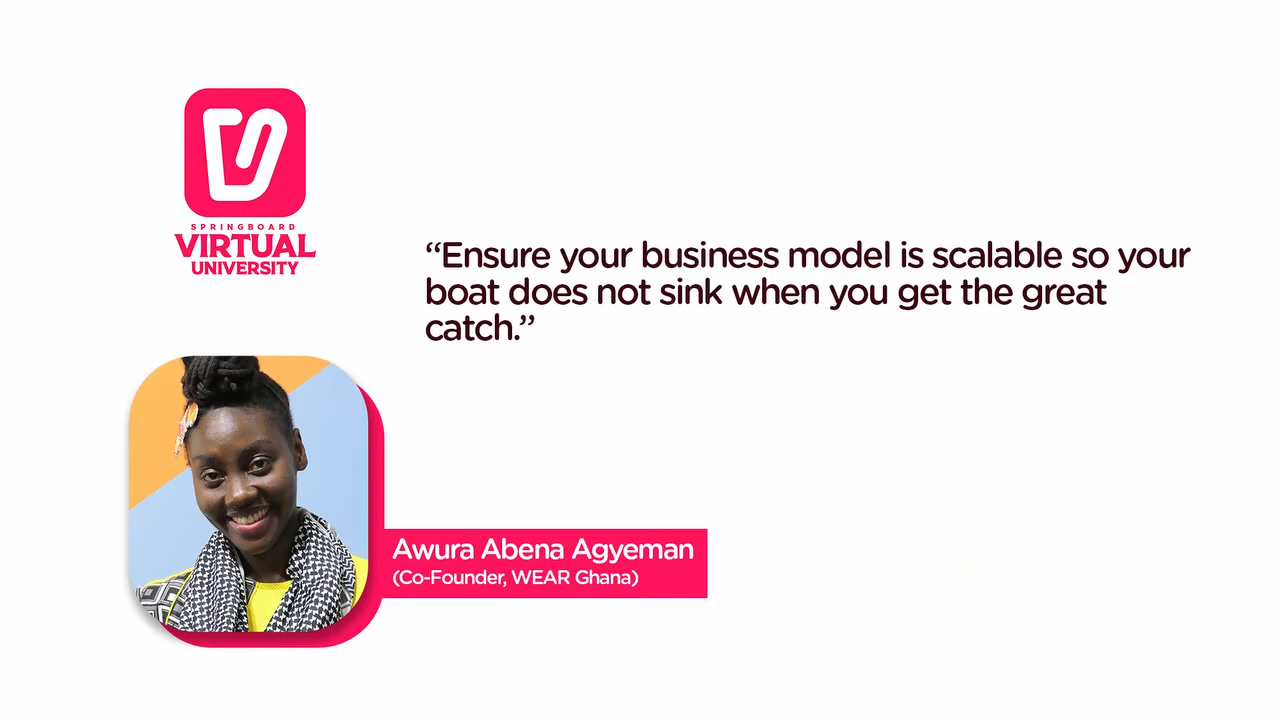 SPRINGBOARD
VIRTUAL
UNIVERSITY
“Ensure your business model is scalable so your
boat does not sink when you get the great
catch.”
Awura Abena Agyeman
(Co-Founder, WEAR Ghana)